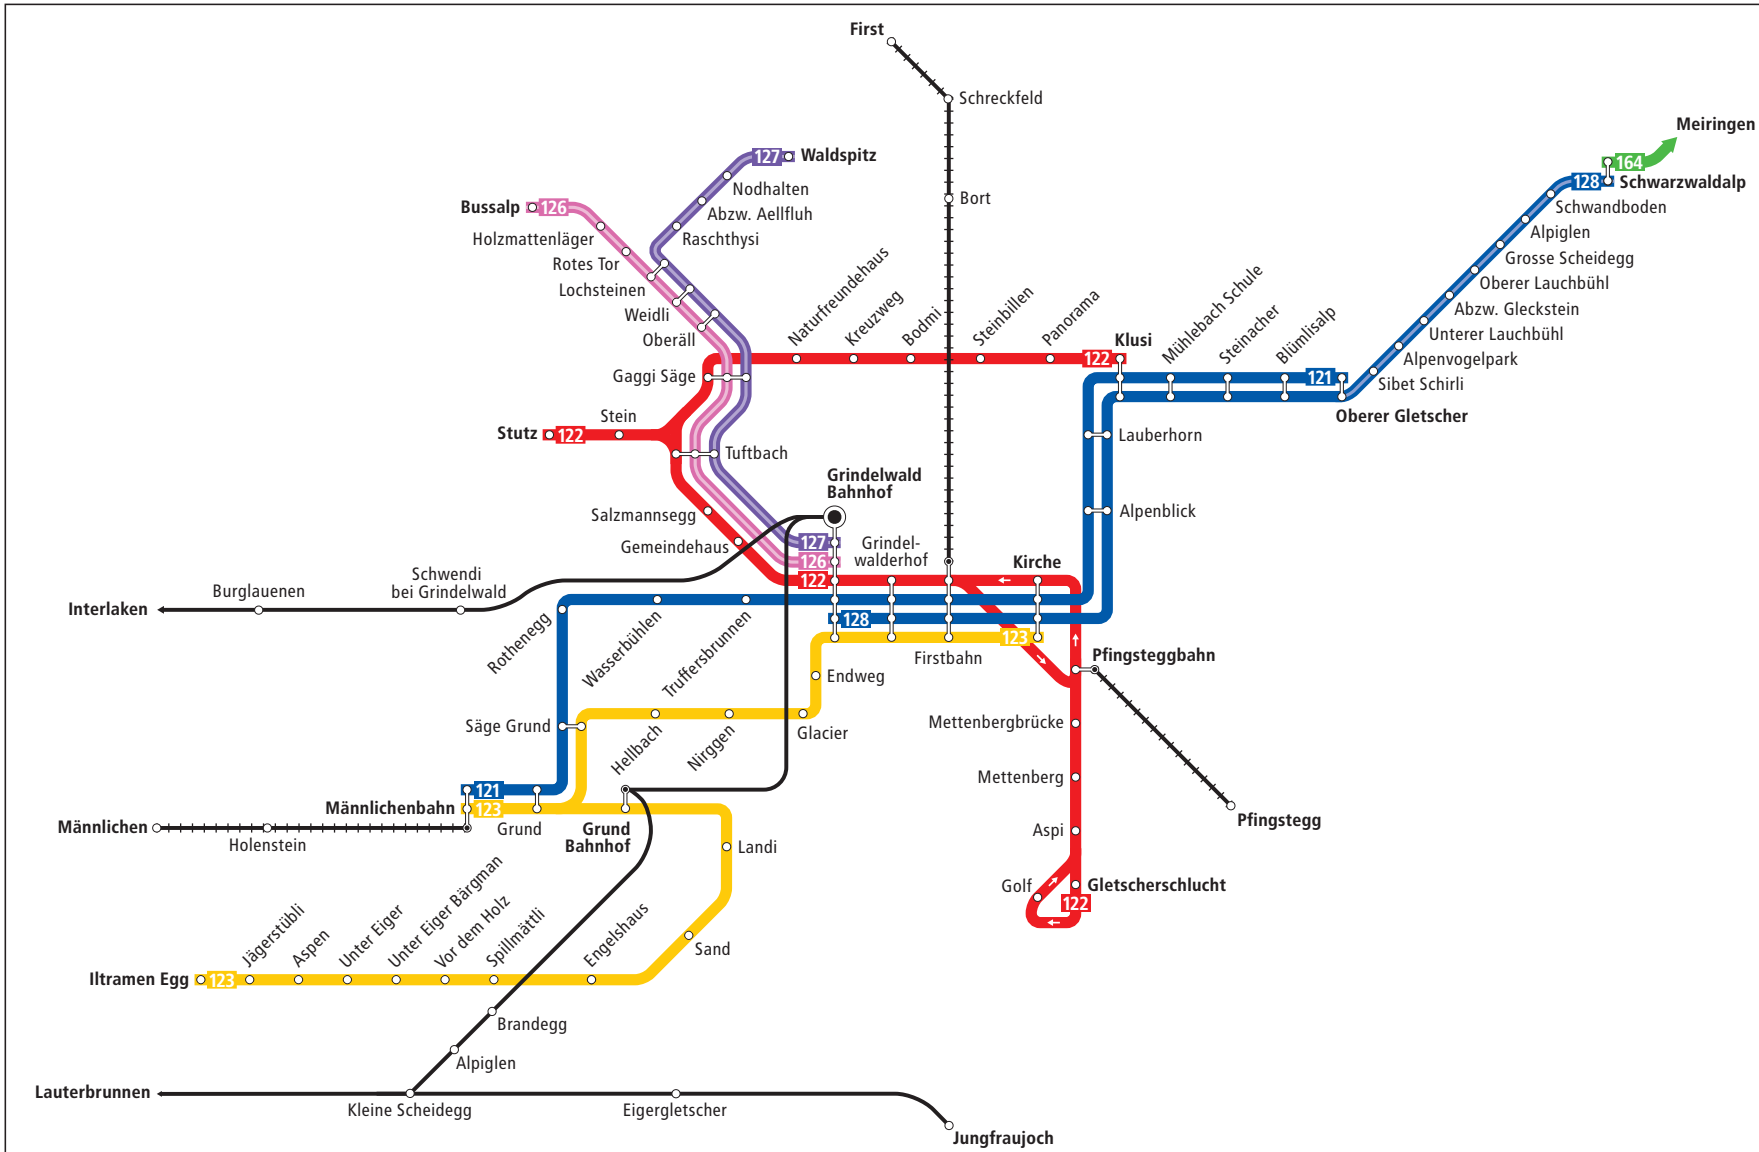 First
Schreckfeld
Meiringen
127
Waldspitz
164
128
Schwarzwaldalp
Nodhalten
Bort
Schwandboden
Bussalp
126
Abzw. Aellfluh
Alpiglen
Holzmattenläger
Raschthysi
Grosse Scheidegg
Rotes Tor
Oberer Lauchbühl
Lochsteinen
Abzw. Gleckstein
Weidli
Unterer Lauchbühl
Oberäll
Alpenvogelpark
Sibet Schirli
Naturfreundehaus
Kreuzweg
Bodmi
Steinbillen
Panorama
122
Klusi
Mühlebach Schule
Steinacher
Blümlisalp
121
Oberer Gletscher
Gaggi Säge
Stein
Stutz
122
Lauberhorn
Tuftbach
Grindelwald
Bahnhof
Salzmannsegg
Alpenblick
Gemeindehaus
127
126
122
Grindel-
walderhof
Kirche
Schwendi
bei Grindelwald
Burglauenen
Interlaken
128
123
Rothenegg
Wasserbühlen
Truffersbrunnen
Firstbahn
Pfingsteggbahn
Endweg
Säge Grund
Hellbach
Nirggen
Glacier
Mettenbergbrücke
Mettenberg
121
Männlichenbahn
123
Männlichen
Holenstein
Grund
Grund
Bahnhof
Pfingstegg
Aspi
Landi
Golf
Gletscherschlucht
122
Jägerstübli
Aspen
Unter Eiger
Unter Eiger Bärgman
Vor dem Holz
Spillmättli
Engelshaus
Sand
Iltramen Egg
123
Brandegg
Alpiglen
Lauterbrunnen
Kleine Scheidegg
Eigergletscher
Jungfraujoch